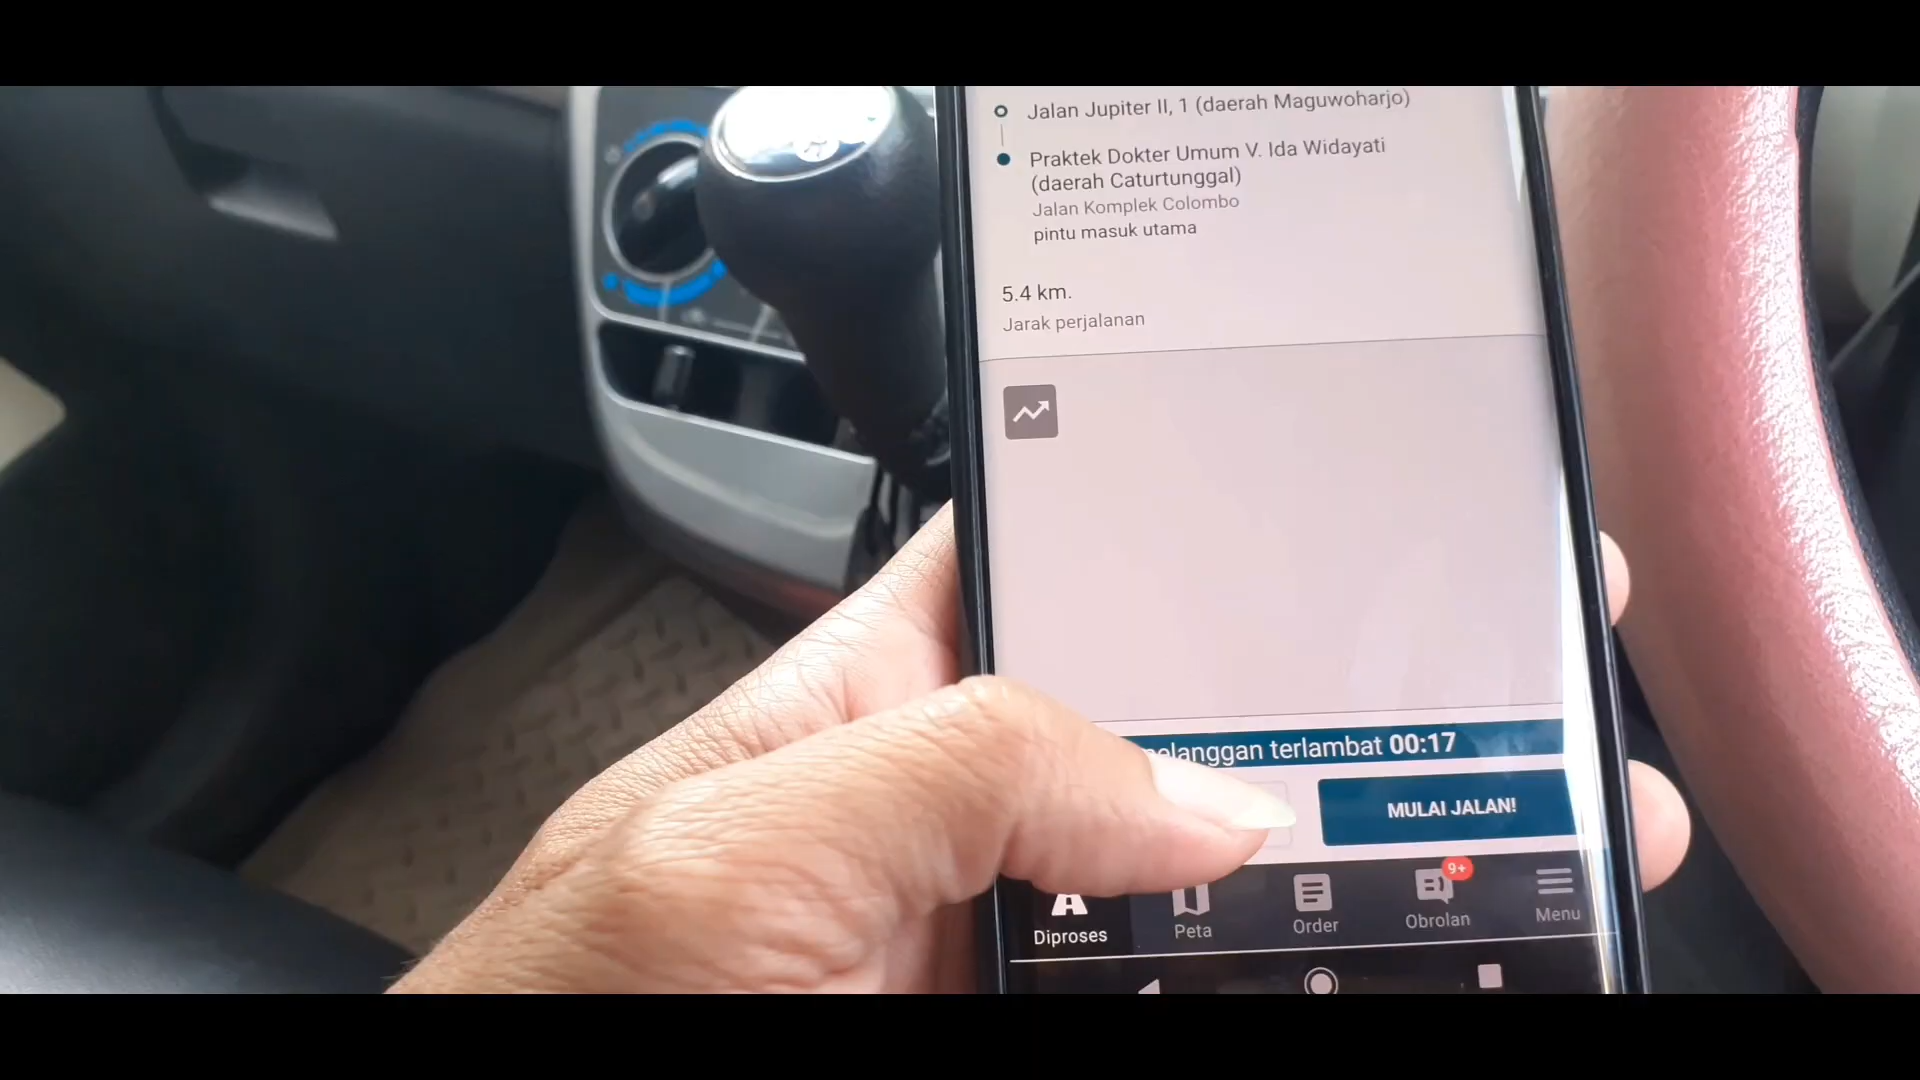 Jalan Jupiter II, 1 (daerah Maguwoharjo)
Praktek Dokter Umum V. Ida Widayati
(daerah Caturtunggal)
Jalan Komplek Colombo
pintu masuk utama
5.4 km.
Jarak perjalanan
pelanggan terlambat 00:17
MULAI JALAN!
9+
Diproses
Peta
Order
Obrolan
Menu